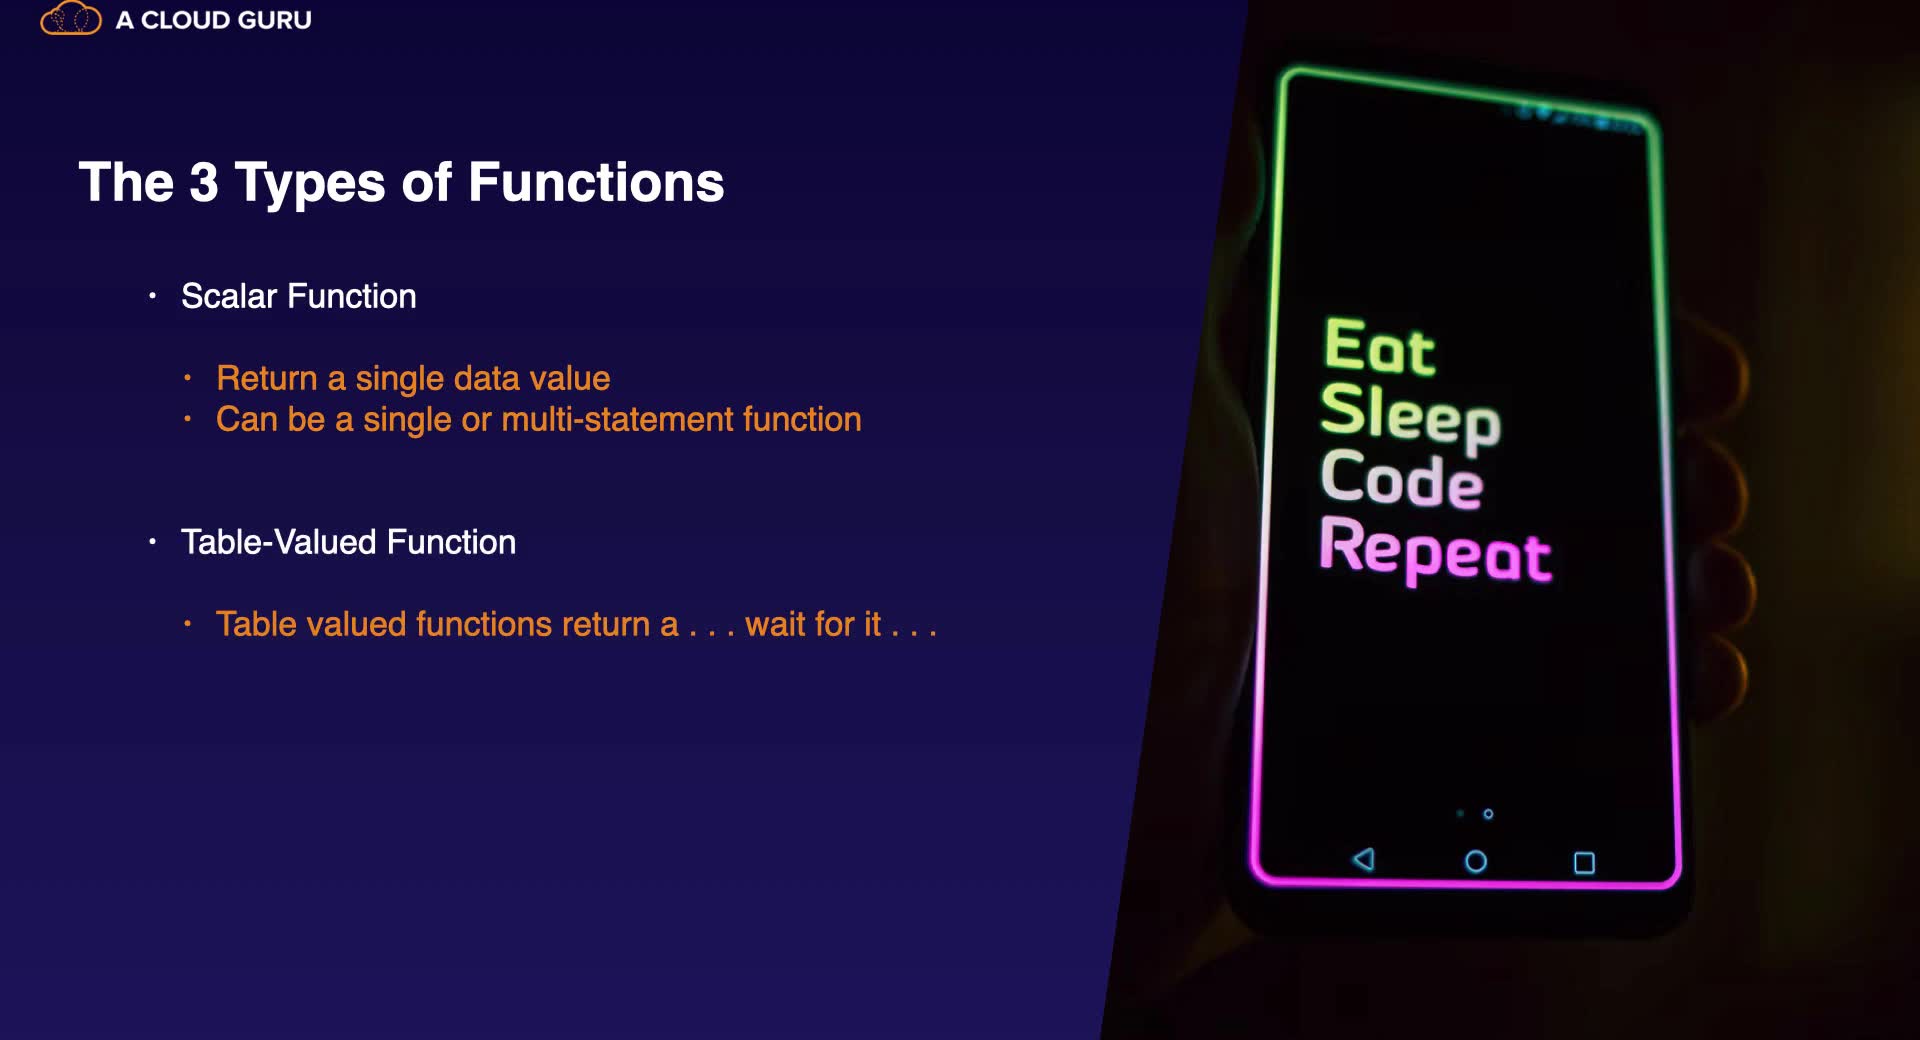 A CLOUD GURU
The 3 Types of Functions
• Scalar Function
• Return a single data value
• Can be a single or multi-statement function
• Table-Valued Function
• Table valued functions return a . . . wait for it . . .
Eat
Sleep
Code
Repeat